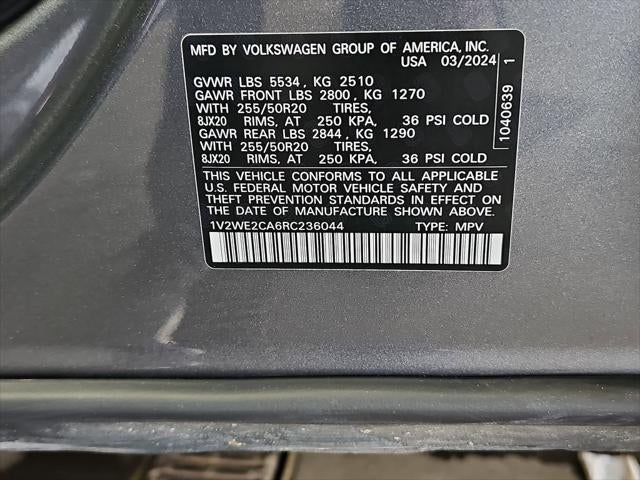 MFD BY VOLKSWAGEN GROUP OF AMERICA, INC.
USA 03/2024
GVWR LBS 5534, KG 2510
GAWR FRONT LBS 2800, KG 1270
WITH 255/50R20 TIRES,
8JX20 RIMS, AT 250 KPA, 36 PSI COLD
GAWR REAR LBS 2844, KG 1290
WITH 255/50R20 TIRES,
8JX20 RIMS, AT 250 KPA, 36 PSI COLD
THIS VEHICLE CONFORMS TO ALL APPLICABLE
U.S. FEDERAL MOTOR VEHICLE SAFETY AND
THEFT PREVENTION STANDARDS IN EFFECT ON
THE DATE OF MANUFACTURE SHOWN ABOVE.
1V2WE2CA6RC236044 TYPE: MPV
1040639 1